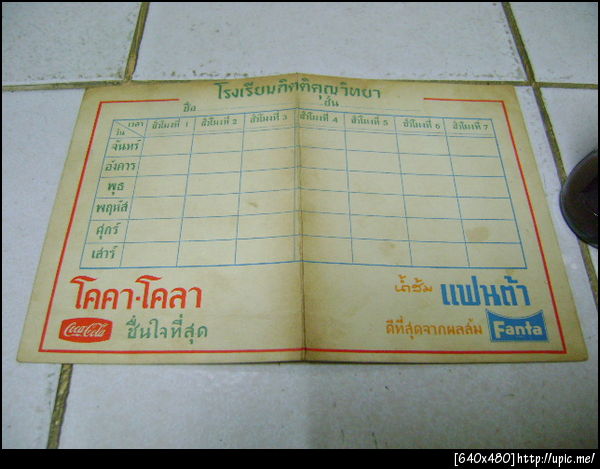 โรงเรียนกิตติคุณวิทยา
ชื่อ ชั้น
เวลา วัน ชั่วโมงที่ 1 ชั่วโมงที่ 2 ชั่วโมงที่ 3 ชั่วโมงที่ 4 ชั่วโมงที่ 5 ชั่วโมงที่ 6 ชั่วโมงที่ 7
จันทร์
อังคาร
พุธ
พฤหัส
ศุกร์
เสาร์
โคคา-โคลา น้ำส้ม แฟนต้า
Coca-Cola ชื่นใจที่สุด ดีที่สุดจากผลส้ม Fanta
[640x480]http://upic.me/